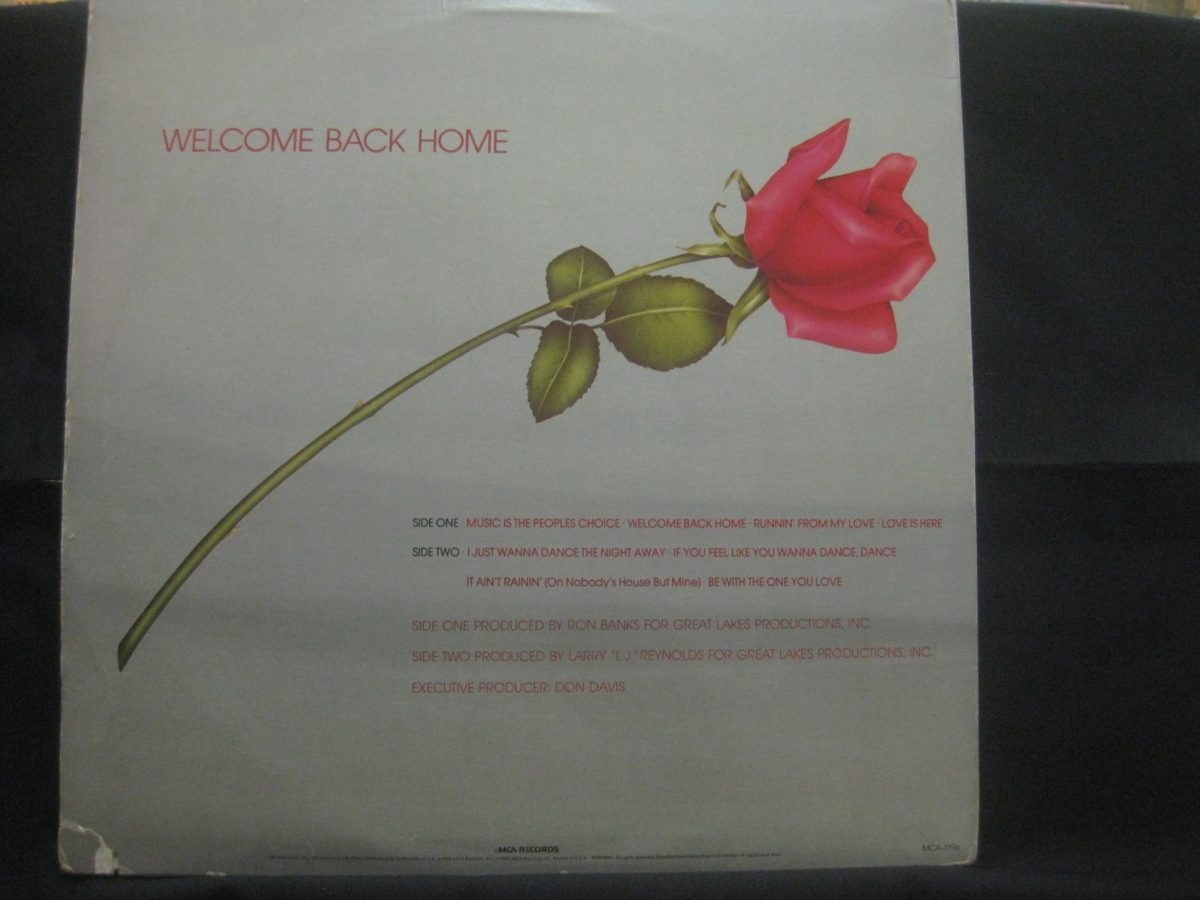 WELCOME BACK HOME
SIDE ONE · MUSIC IS THE PEOPLES CHOICE · WELCOME BACK HOME · RUNNIN' FROM MY LOVE · LOVE IS HERE
SIDE TWO · I JUST WANNA DANCE THE NIGHT AWAY · IF YOU FEEL LIKE YOU WANNA DANCE, DANCE
IT AIN'T RAININ' (On Nobody's House But Mine) · BE WITH THE ONE YOU LOVE
SIDE ONE PRODUCED BY RON BANKS FOR GREAT LAKES PRODUCTIONS, INC.
SIDE TWO PRODUCED BY LARRY "L.J." REYNOLDS FOR GREAT LAKES PRODUCTIONS, INC.
EXECUTIVE PRODUCER: DON DAVIS
MCA RECORDS
MCA-3196